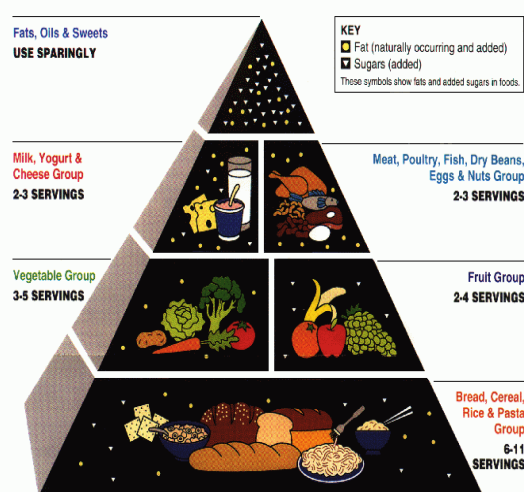 Fats, Oils & Sweets
USE SPARINGLY
KEY
Fat (naturally occurring and added)
Sugars (added)
These symbols show fats and added sugars in foods.
Milk, Yogurt &
Cheese Group
2-3 SERVINGS
Meat, Poultry, Fish, Dry Beans,
Eggs & Nuts Group
2-3 SERVINGS
Vegetable Group
3-5 SERVINGS
Fruit Group
2-4 SERVINGS
Bread, Cereal,
Rice & Pasta
Group
6-11
SERVINGS